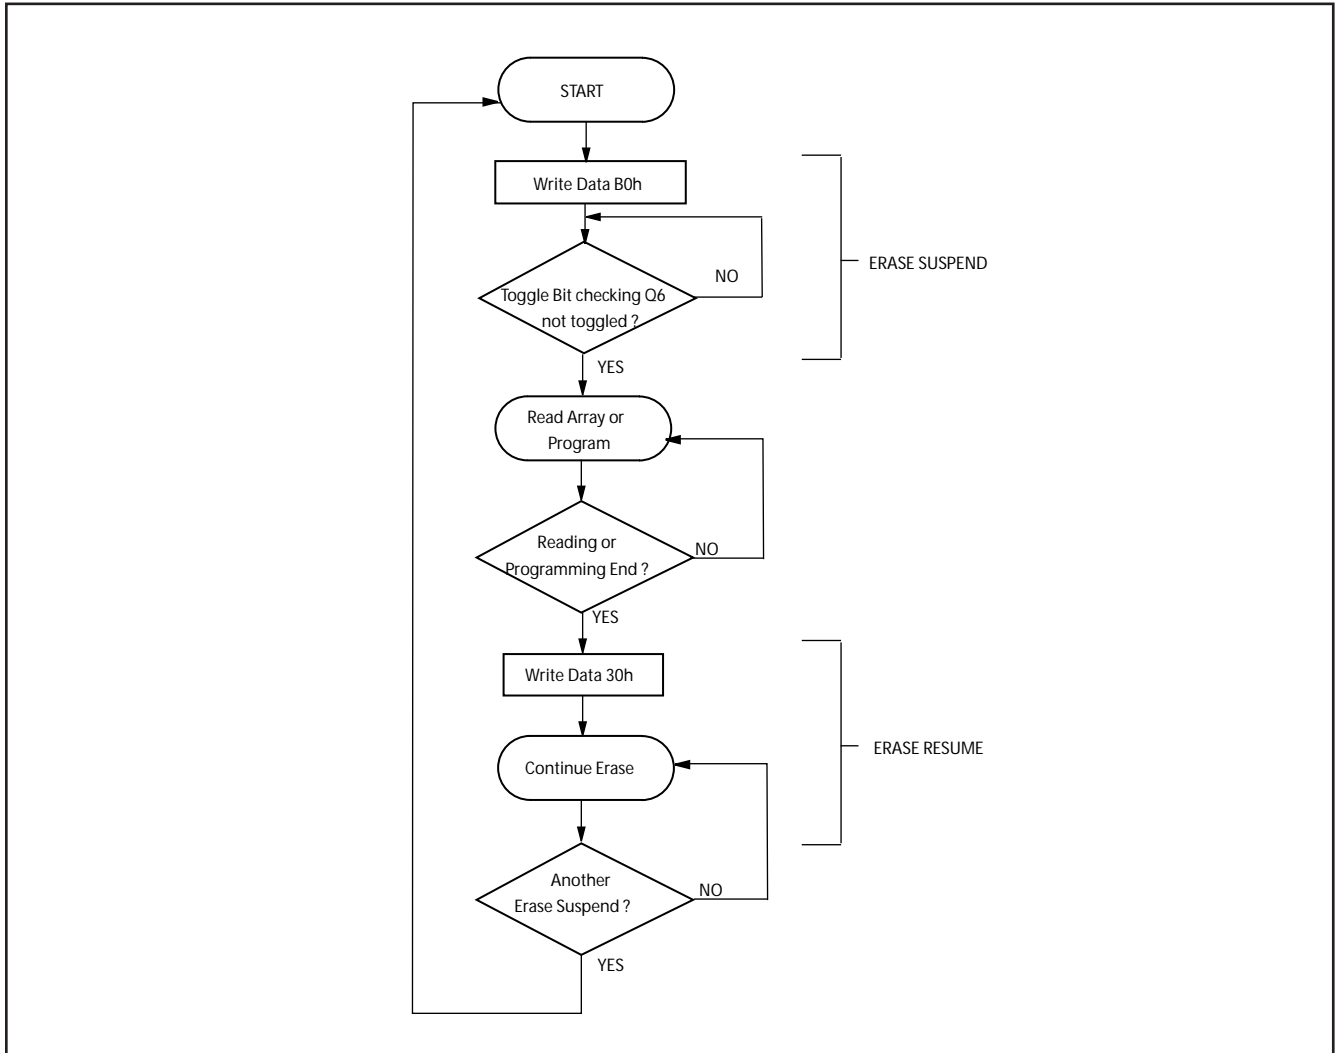 START
Write Data B0h
ERASE SUSPEND
NO
Toggle Bit checking Q6
not toggled ?
YES
Read Array or
Program
Reading or
NO
Programming End ?
YES
Write Data 30h
ERASE RESUME
Continue Erase
Another
NO
Erase Suspend ?
YES